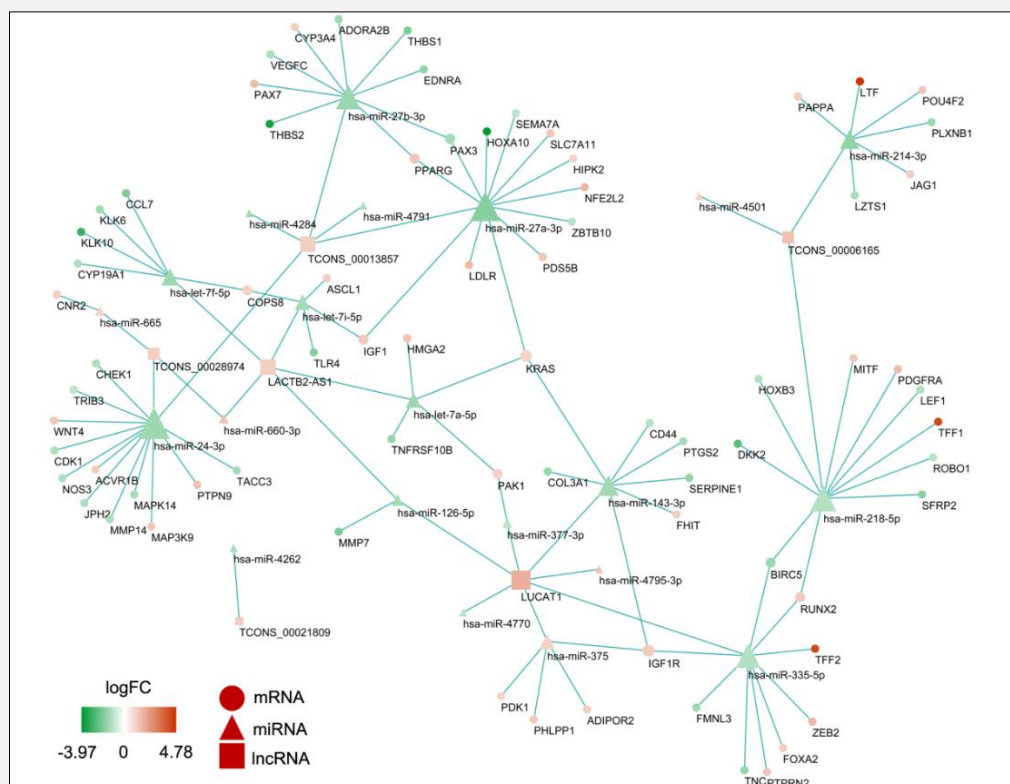 CYP3A4
ADORA2B
THBS1
VEGFC
EDNRA
PAX7
hsa-miR-27b-3p
THBS2
PAX3
PPARG
SEMA7A
HOXA10
SLC7A11
HIPK2
NFE2L2
hsa-miR-27a-3p
ZBTB10
PDS5B
LDLR
LTF
PAPPA
POU4F2
PLXNB1
hsa-miR-214-3p
JAG1
LZTS1
hsa-miR-4501
TCONS_00006165
hsa-miR-4791
hsa-miR-4284
TCONS_00013857
CCL7
KLK6
KLK10
CYP19A1
hsa-let-7f-5p
COPS8
ASCL1
hsa-let-7i-5p
CNR2
hsa-miR-665
IGF1
TLR4
HMGA2
KRAS
TCONS_00028974
LACTB2-AS1
CHEK1
TRIB3
WNT4
hsa-miR-660-3p
hsa-let-7a-5p
hsa-miR-24-3p
TNFRSF10B
CDK1
NOS3
ACVR1B
TACC3
PTPN9
MAPK14
JPH2
MMP14
MAP3K9
PAK1
COL3A1
CD44
PTGS2
SERPINE1
hsa-miR-143-3p
FHIT
hsa-miR-126-5p
MMP7
hsa-miR-377-3p
HOXB3
MITF
PDGFRA
LEF1
TFF1
DKK2
ROBO1
SFRP2
hsa-miR-218-5p
hsa-miR-4262
TCONS_00021809
LUCAT1
hsa-miR-4795-3p
hsa-miR-4770
BIRC5
RUNX2
hsa-miR-375
IGF1R
TFF2
hsa-miR-335-5p
PDK1
PHLPP1
ADIPOR2
FMNL3
ZEB2
FOXA2
TNC
PTPRN2
logFC
-3.97 0 4.78
mRNA
miRNA
lncRNA